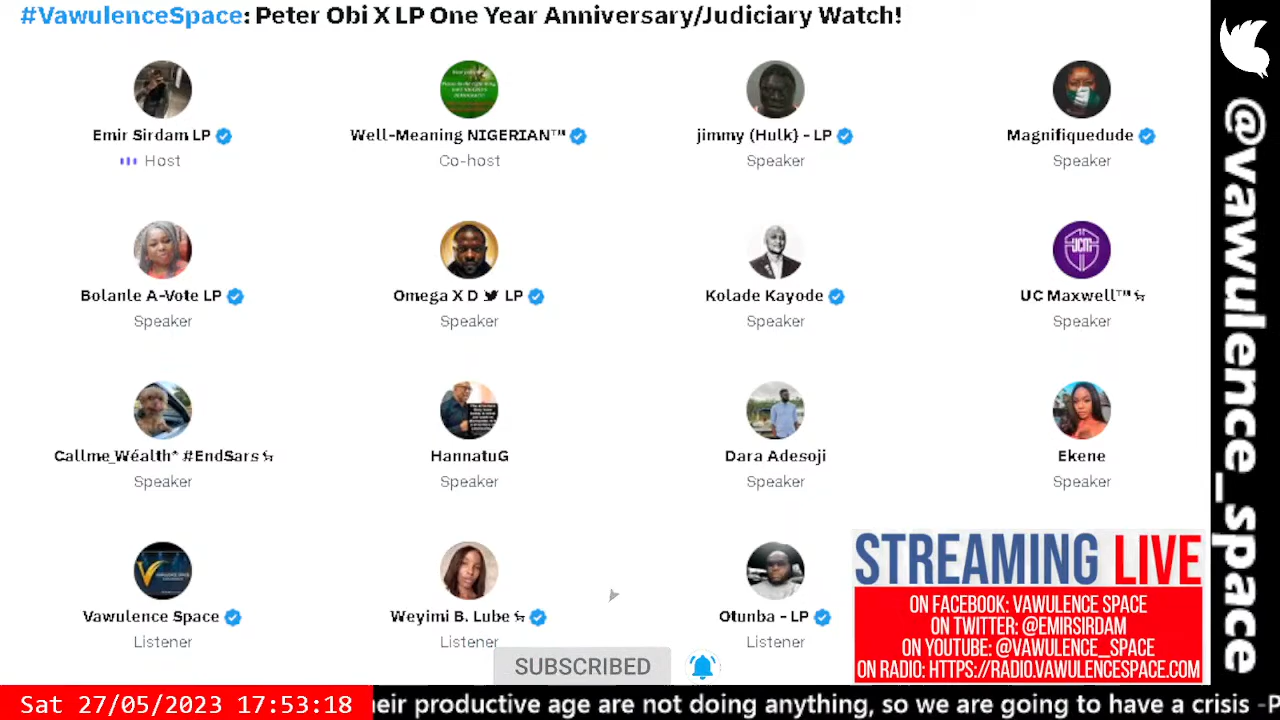 #VawulenceSpace: Peter Obi X LP One Year Anniversary/Judiciary Watch!
Emir Sirdam LP
Host
Well-Meaning NIGERIAN™
Co-host
jimmy (Hulk) - LP
Speaker
Magnifiquedude
Speaker
Bolanle A-Vote LP
Speaker
Omega X D LP
Speaker
Kolade Kayode
Speaker
UC Maxwell™
Speaker
Callme_Wéalth* #EndSars
Speaker
HannatuG
Speaker
Dara Adesoji
Speaker
Ekene
Speaker
Vawulence Space
Listener
Weyimi B. Lube
Listener
Otunba - LP
Listener
STREAMING LIVE
ON FACEBOOK: VAWULENCE SPACE
ON TWITTER: @EMIRSIRDAM
ON YOUTUBE: @VAWULENCE_SPACE
ON RADIO: HTTPS://RADIO.VAWULENCESPACE.COM
SUBSCRIBED
@vawulence_space
UCM
Sat 27/05/2023 17:53:18
heir productive age are not doing anything, so we are going to have a crisis -P